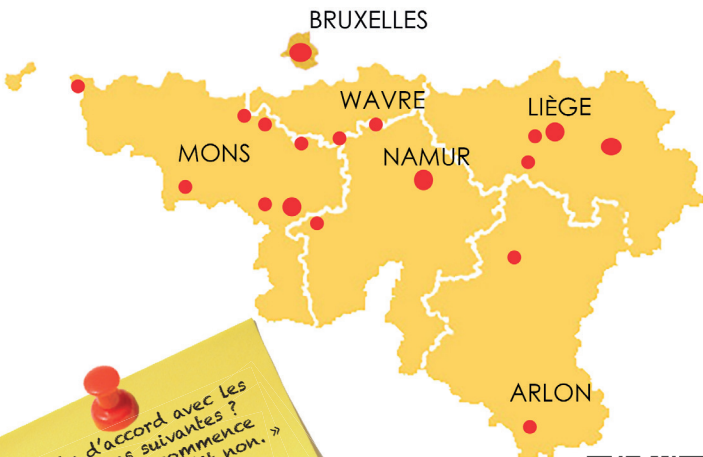 BRUXELLES
WAVRE
LIÈGE
MONS
NAMUR
ARLON
d'accord avec les
suivantes ?
commence
non. »